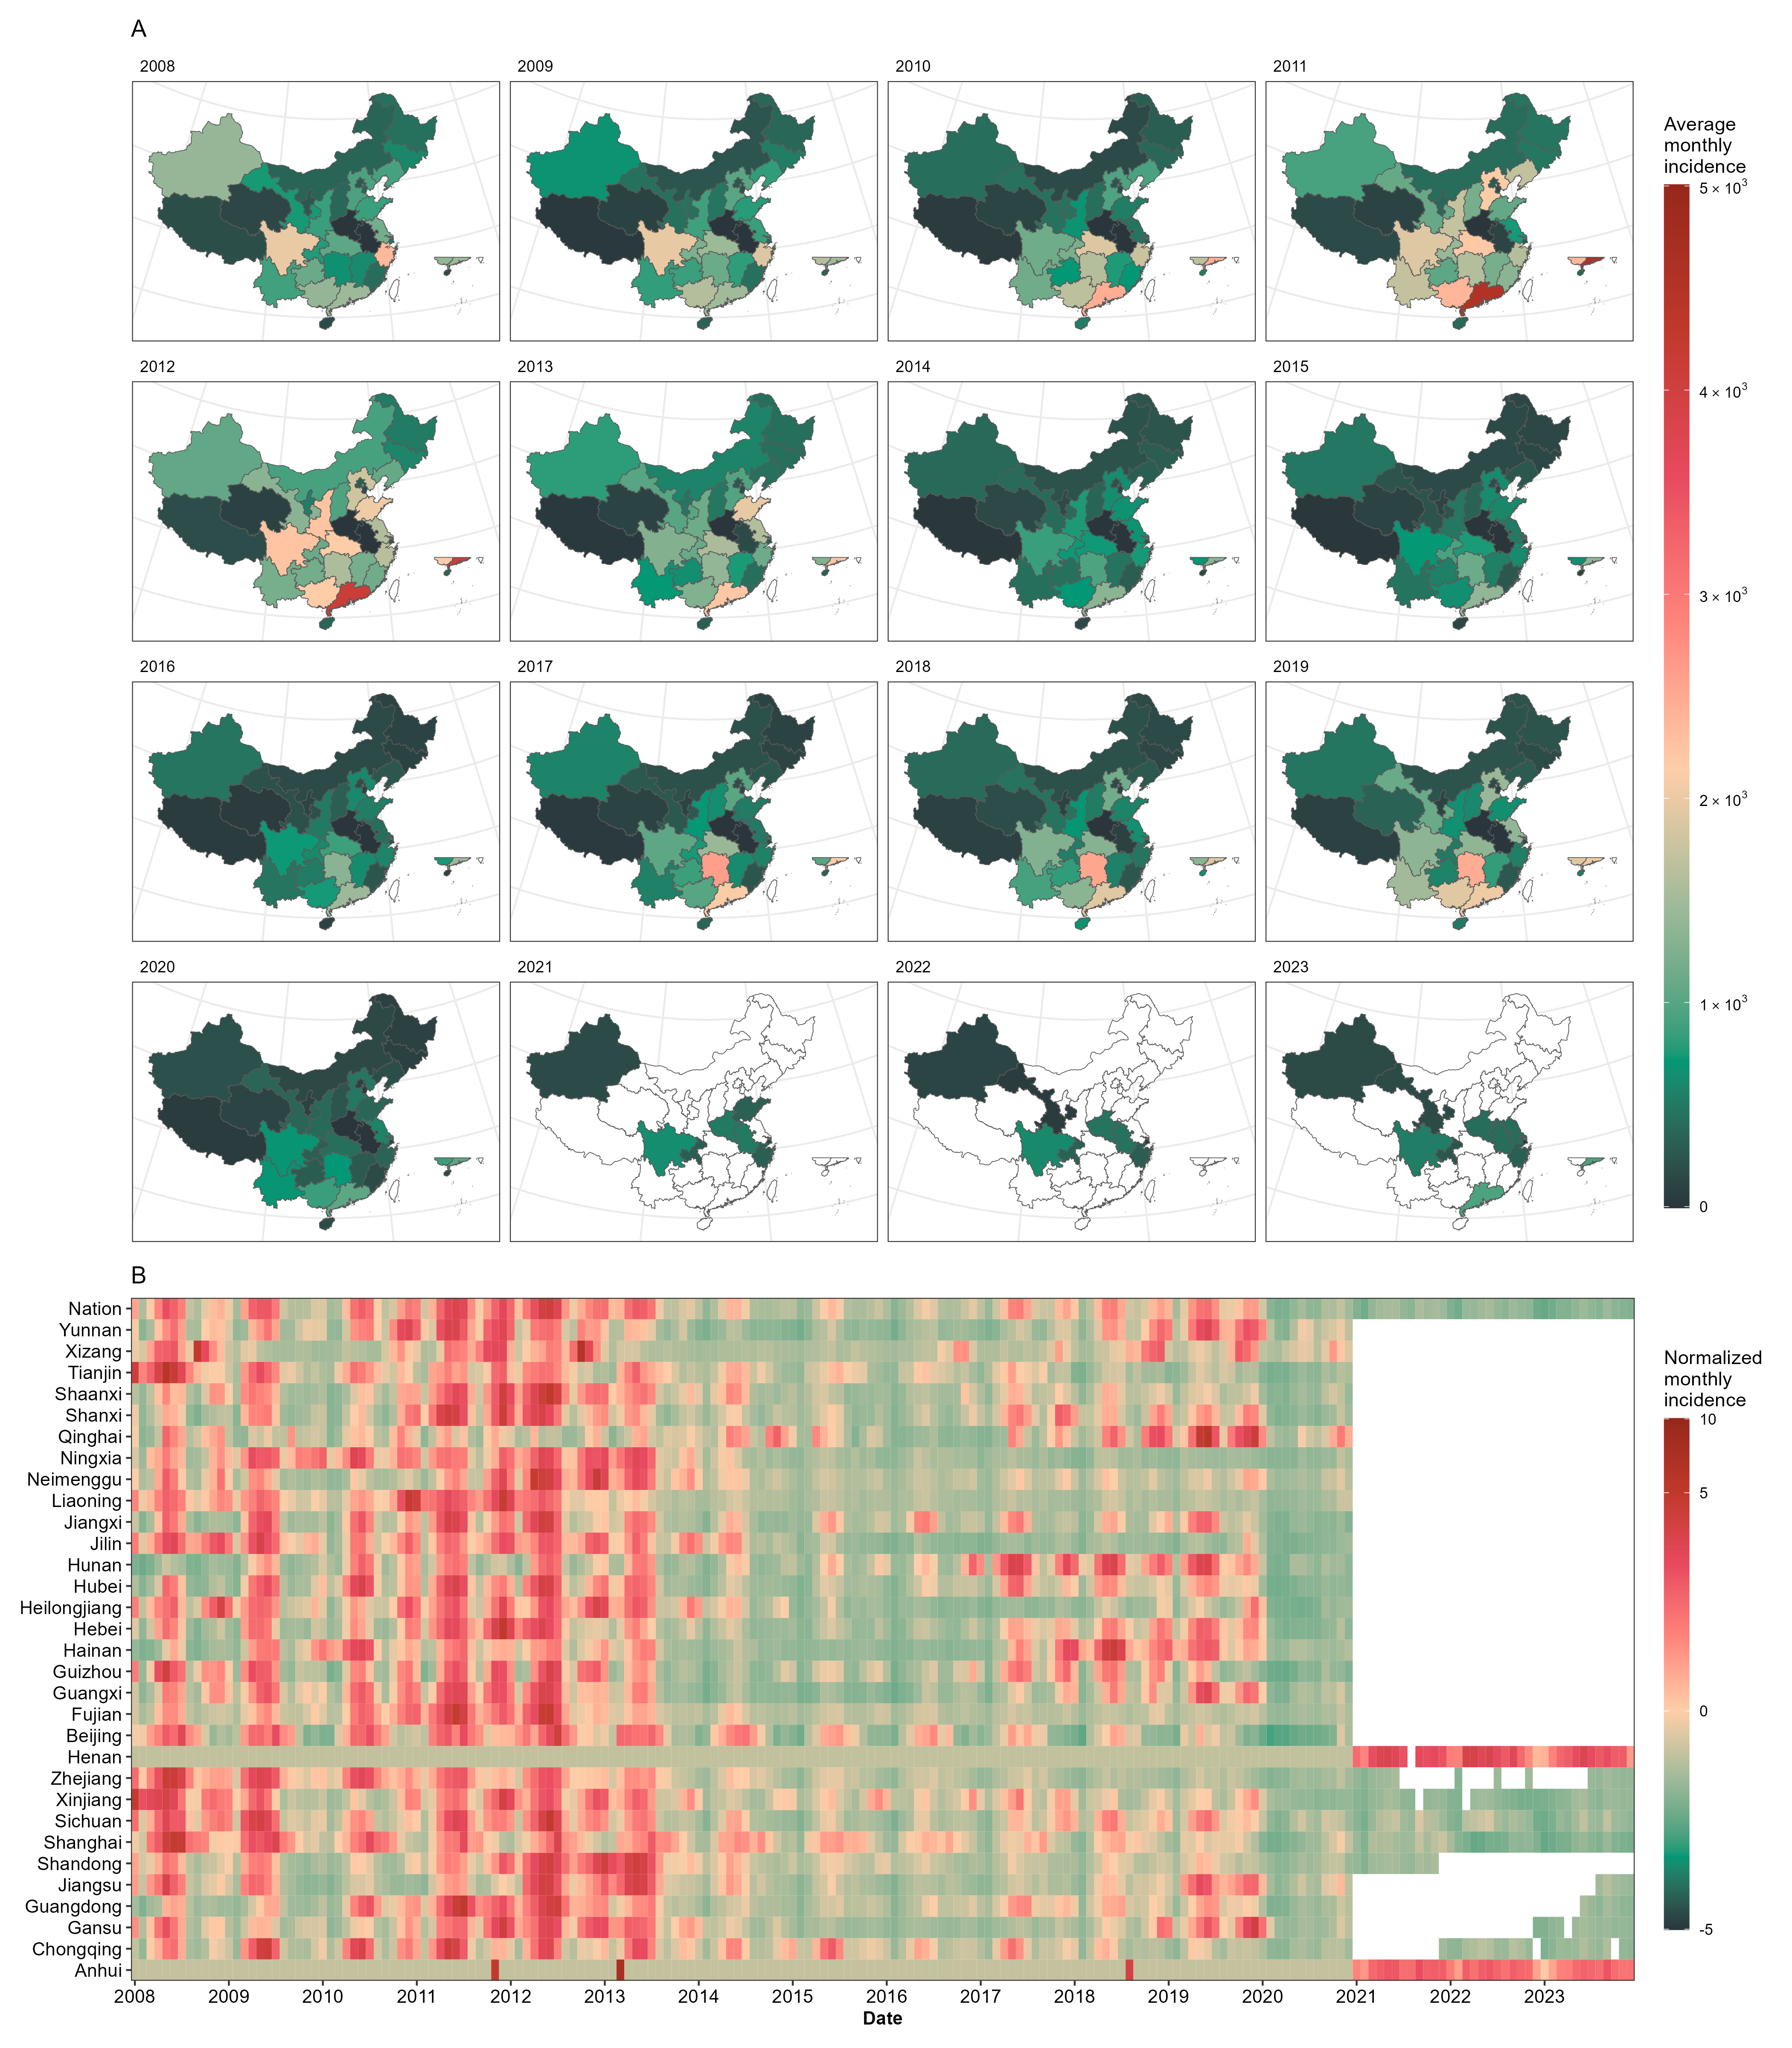 A
2008
2009
2010
2011
2012
2013
2014
2015
2016
2017
2018
2019
2020
2021
2022
2023
Average
monthly
incidence
5 × 10³
4 × 10³
3 × 10³
2 × 10³
1 × 10³
0
B
Nation
Yunnan
Xizang
Tianjin
Shaanxi
Shanxi
Qinghai
Ningxia
Neimenggu
Liaoning
Jiangxi
Jilin
Hunan
Hubei
Heilongjiang
Hebei
Hainan
Guizhou
Guangxi
Fujian
Beijing
Henan
Zhejiang
Xinjiang
Sichuan
Shanghai
Shandong
Jiangsu
Guangdong
Gansu
Chongqing
Anhui
2008 2009 2010 2011 2012 2013 2014 2015 2016 2017 2018 2019 2020 2021 2022 2023
Date
Normalized
monthly
incidence
10
5
0
-5